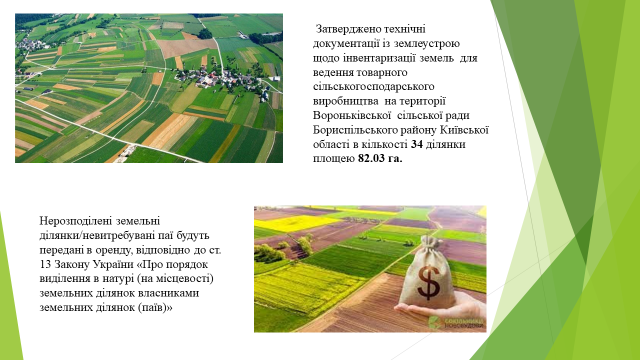 Затверджено технічні
документації із землеустрою
щодо інвентаризації земель для
ведення товарного
сільськогосподарського
виробництва на території
Вороньківської сільської ради
Бориспільського району Київської
області в кількості 34 ділянки
площею 82.03 га.
Нерозподілені земельні
ділянки/невитребувані паї будуть
передані в оренду, відповідно до ст.
13 Закону України «Про порядок
виділення в натурі (на місцевості)
земельних ділянок власниками
земельних ділянок (паїв)»
$